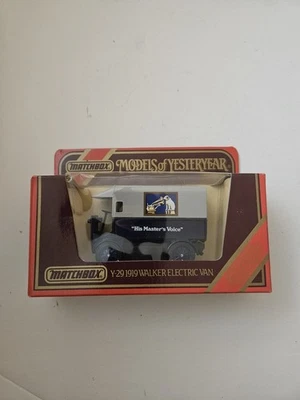 MATCHBOX MODELS of YESTERYEAR
"His Master's Voice"
MATCHBOX Y-29 1919 WALKER ELECTRIC VAN